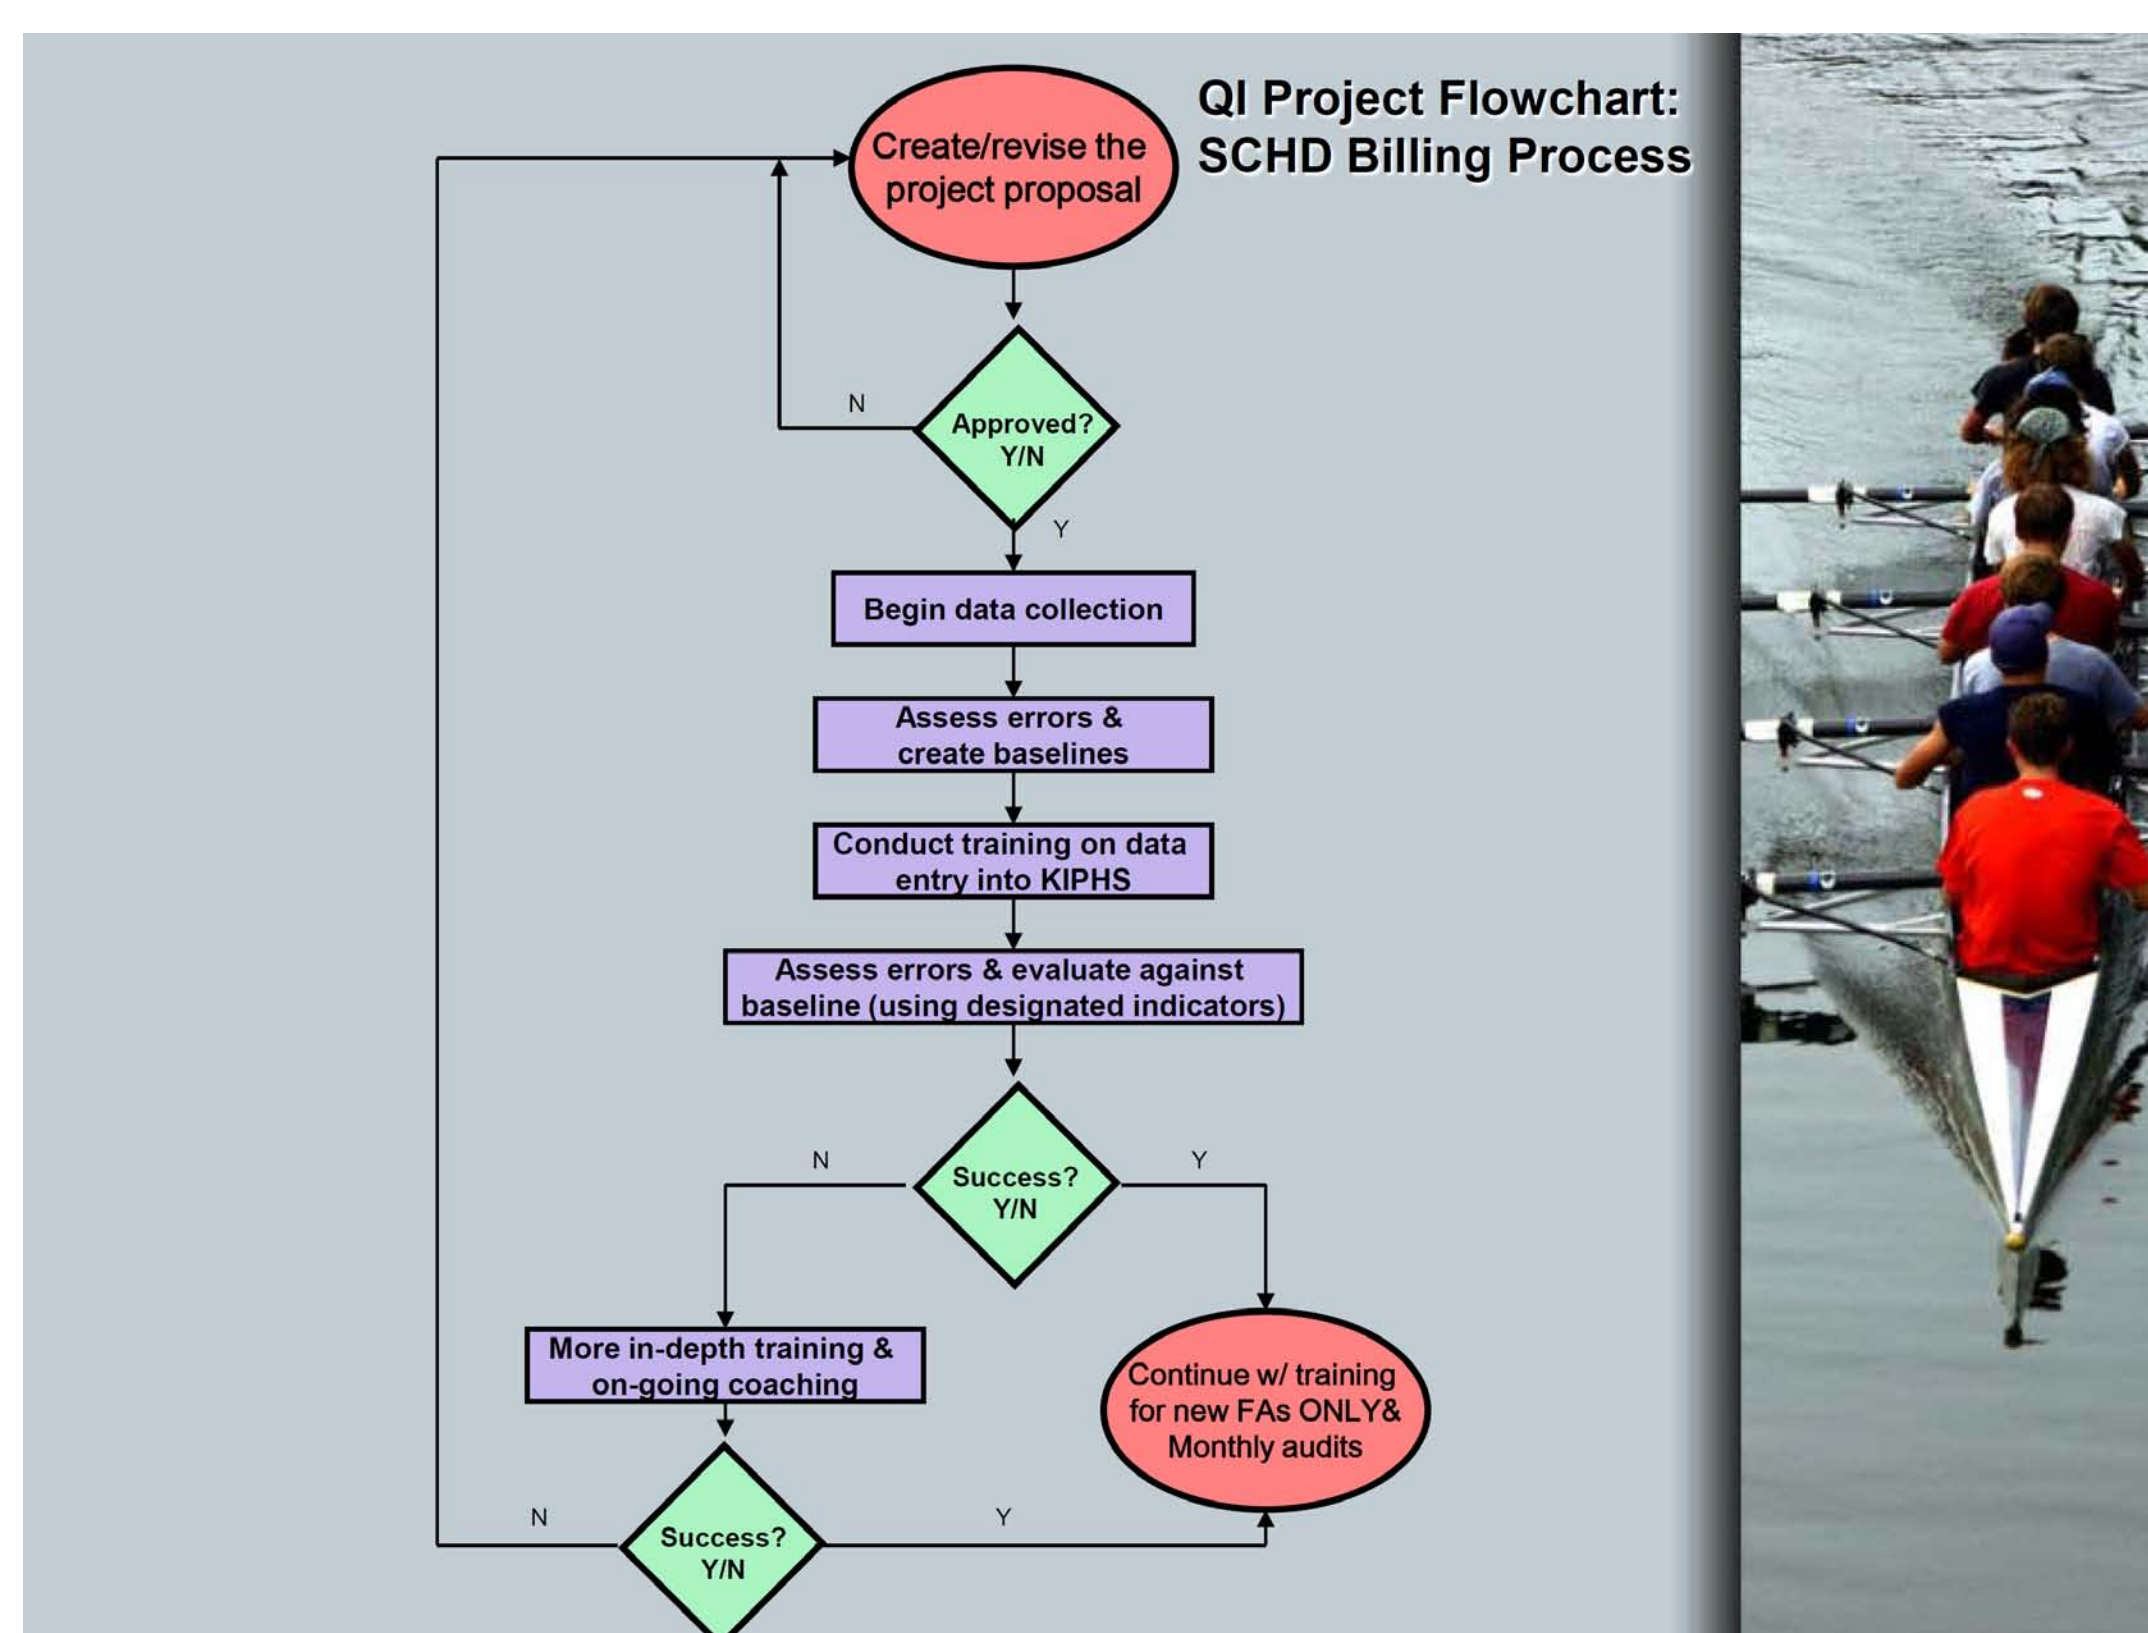 QI Project Flowchart:
SCHD Billing Process
Create/revise the
project proposal
N
Approved?
Y/N
Y
Begin data collection
Assess errors &
create baselines
Conduct training on data
entry into KIPHS
Assess errors & evaluate against
baseline (using designated indicators)
N
Success?
Y/N
Y
More in-depth training &
on-going coaching
Continue w/ training
for new FAs ONLY&
Monthly audits
N
Success?
Y/N
Y